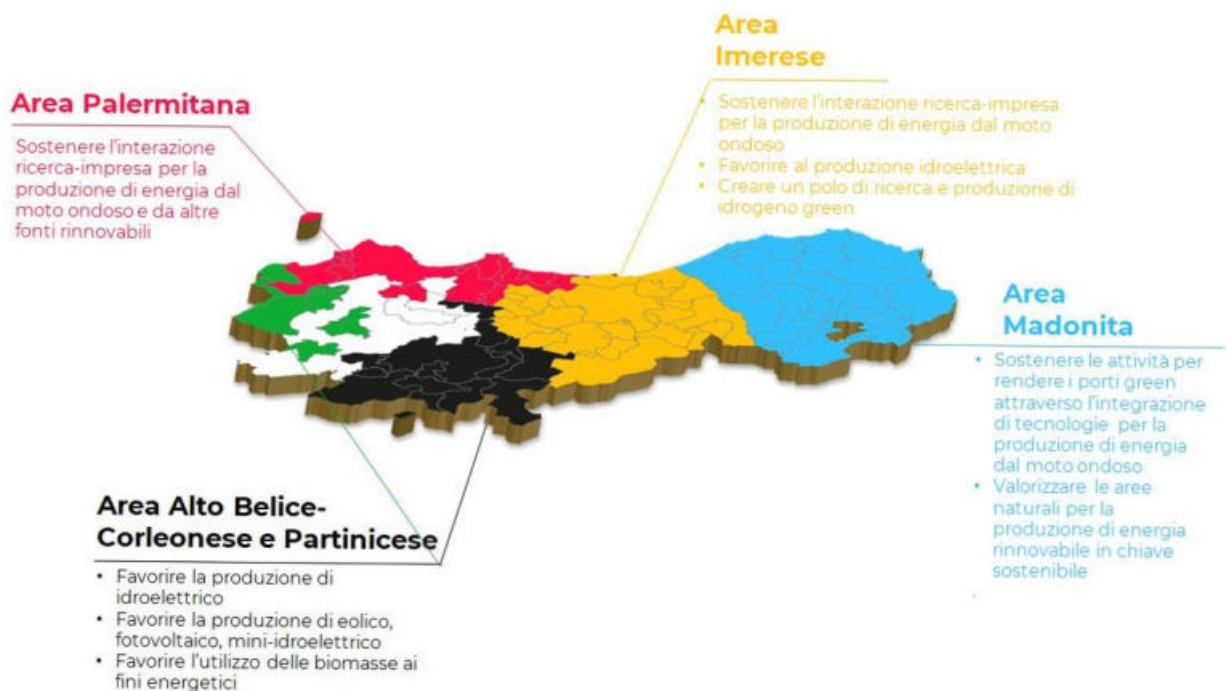 Area
Imerese
• Sostenere l'interazione ricerca-impresa
per la produzione di energia dal moto
ondoso
• Favorire al produzione idroelettrica
• Creare un polo di ricerca e produzione di
idrogeno green
Area Palermitana
Sostenere l'interazione
ricerca-impresa per la
produzione di energia dal
moto ondoso e da altre
fonti rinnovabili
Area
Madonita
• Sostenere le attività per
rendere i porti green
attraverso l'integrazione
di tecnologie per la
produzione di energia
dal moto ondoso
• Valorizzare le aree
naturali per la
produzione di energia
rinnovabile in chiave
sostenibile
Area Alto Belice-
Corleonese e Partinicese
• Favorire la produzione di
idroelettrico
• Favorire la produzione di eolico,
fotovoltaico, mini-idroelettrico
• Favorire l'utilizzo delle biomasse ai
fini energetici